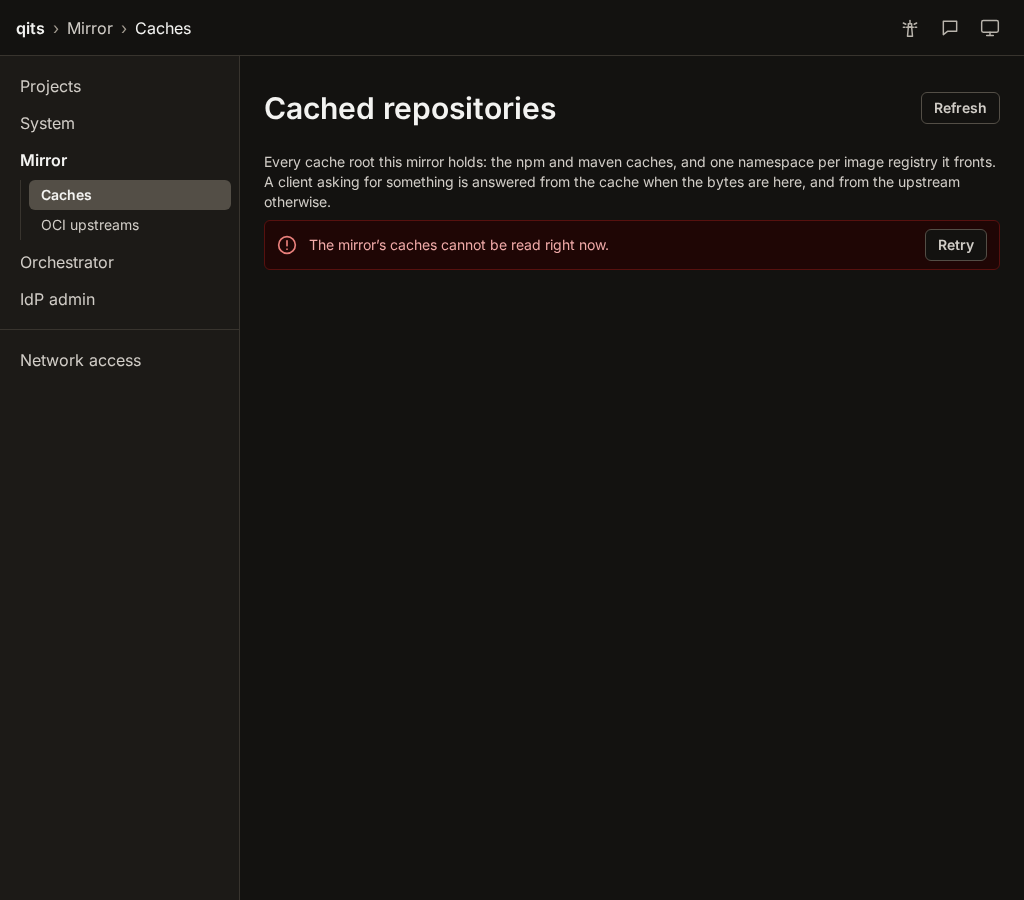 qits › Mirror › Caches
Projects
System
Mirror
Caches
OCI upstreams
Orchestrator
IdP admin
Network access
Cached repositories
Refresh
Every cache root this mirror holds: the npm and maven caches, and one namespace per image registry it fronts.
A client asking for something is answered from the cache when the bytes are here, and from the upstream
otherwise.
The mirror’s caches cannot be read right now.
Retry